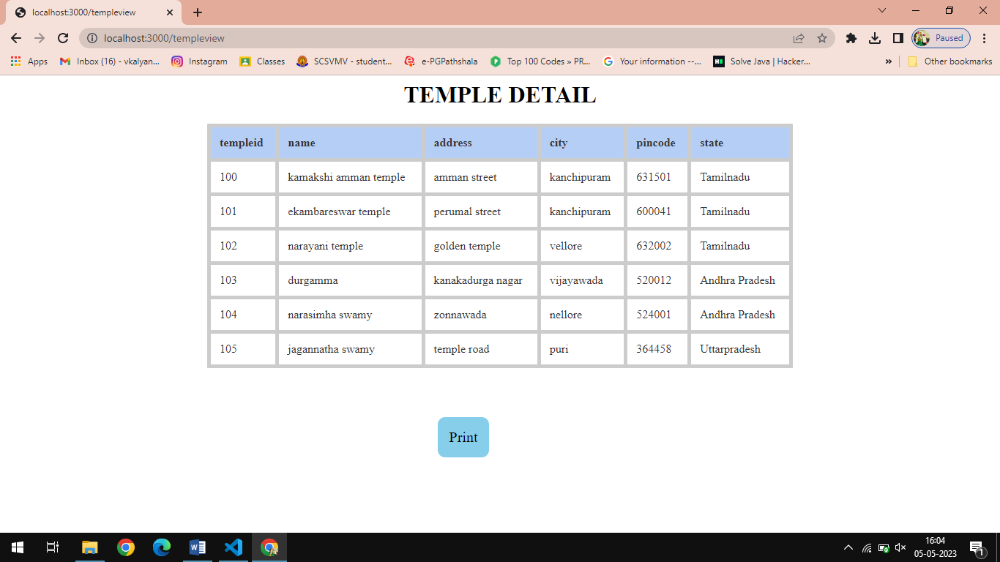 localhost:3000/templeview
localhost:3000/templeview
Paused
Apps Inbox (16) - vkalyan... Instagram Classes SCSVMV - student... e-PGPathshala Top 100 Codes » PR... Your information --... Solve Java | Hacker... » Other bookmarks
TEMPLE DETAIL
templeid name address city pincode state
100 kamakshi amman temple amman street kanchipuram 631501 Tamilnadu
101 ekambareswar temple perumal street kanchipuram 600041 Tamilnadu
102 narayani temple golden temple vellore 632002 Tamilnadu
103 durgamma kanakadurga nagar vijayawada 520012 Andhra Pradesh
104 narasimha swamy zonnawada nellore 524001 Andhra Pradesh
105 jagannatha swamy temple road puri 364458 Uttarpradesh
Print
16:04
05-05-2023
1